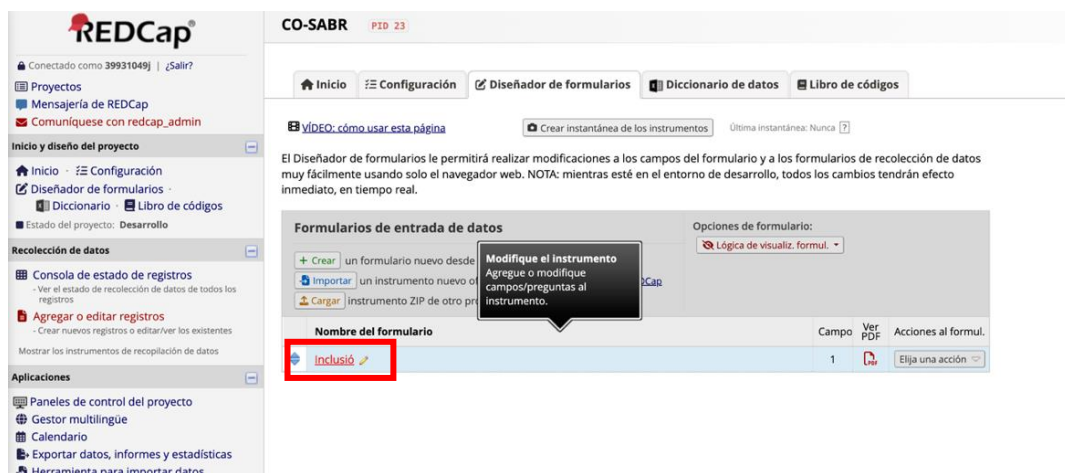 REDCap®
Conectado como 39931049j | ¿Salir?
Proyectos
Mensajería de REDCap
Comuníquese con redcap_admin
Inicio y diseño del proyecto
Inicio · Configuración
Diseñador de formularios ·
Diccionario · Libro de códigos
Estado del proyecto: Desarrollo
Recolección de datos
Consola de estado de registros
- Ver el estado de recolección de datos de todos los
registros
Agregar o editar registros
- Crear nuevos registros o editar/ver los existentes
Mostrar los instrumentos de recopilación de datos
Aplicaciones
Paneles de control del proyecto
Gestor multilingüe
Calendario
Exportar datos, informes y estadísticas
Herramienta para importar datos
CO-SABR PID 23
Inicio Configuración Diseñador de formularios Diccionario de datos Libro de códigos
VÍDEO: cómo usar esta página Crear instantánea de los instrumentos Última instantánea: Nunca ?
El Diseñador de formularios le permitirá realizar modificaciones a los campos del formulario y a los formularios de recolección de datos
muy fácilmente usando solo el navegador web. NOTA: mientras esté en el entorno de desarrollo, todos los cambios tendrán efecto
inmediato, en tiempo real.
Formularios de entrada de datos
Opciones de formulario:
Lógica de visualiz. formul.
+ Crear un formulario nuevo desde
Importar un instrumento nuevo of DCap
Cargar instrumento ZIP de otro pr
Modifique el instrumento
Agregue o modifique
campos/preguntas al
instrumento.
Nombre del formulario Campo Ver PDF Acciones al formul.
Inclusió 1 Elija una acción